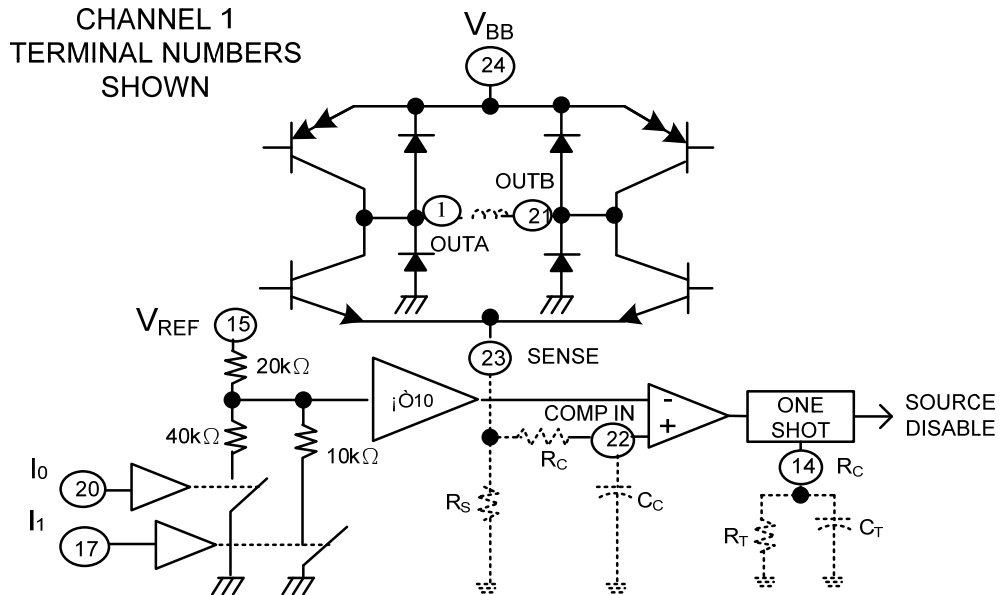 CHANNEL 1
TERMINAL NUMBERS
SHOWN
VBB
24
OUTB
1
21
OUTA
VREF
15
23
SENSE
20kΩ
¡Ò10
COMP IN
-
+
ONE
SHOT
SOURCE
DISABLE
40kΩ
10kΩ
RC
22
14
RC
I0
20
RS
CC
I1
17
RT
CT